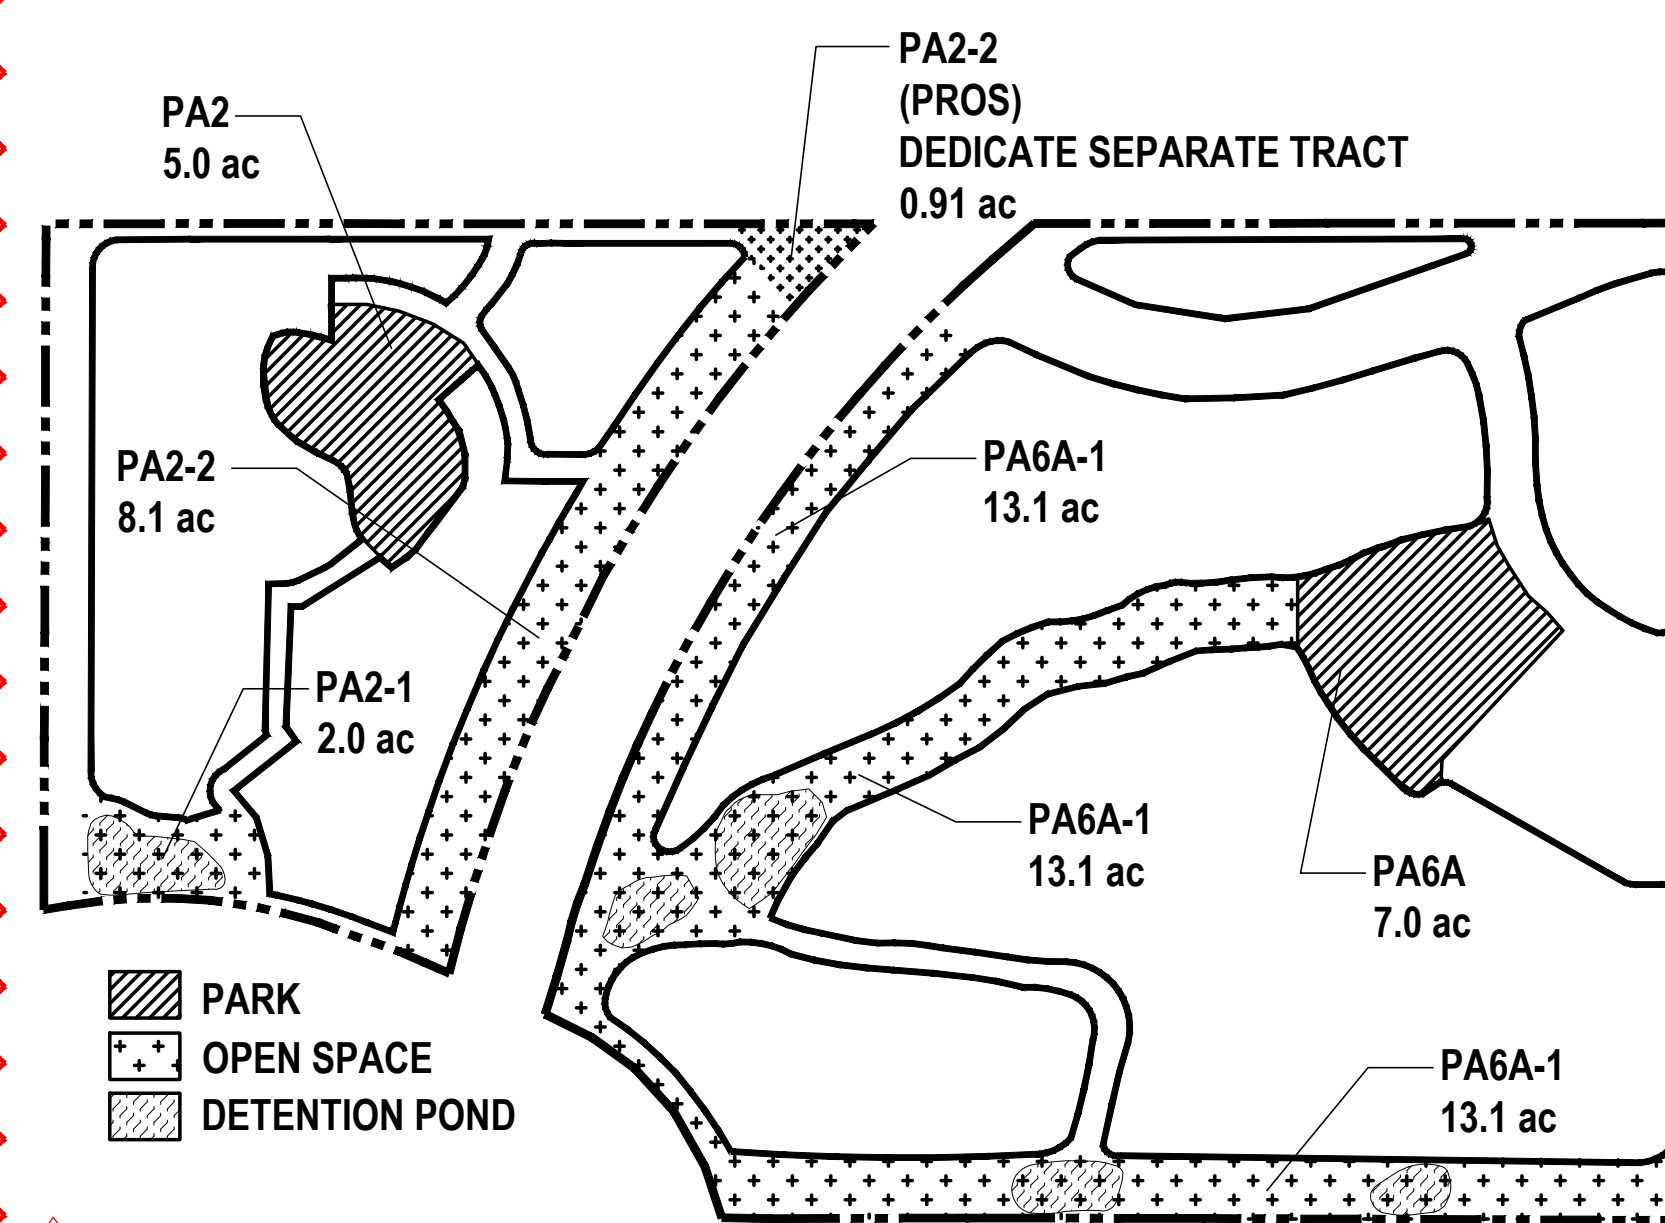 PA2-2
(PROS)
DEDICATE SEPARATE TRACT
0.91 ac
PA2
5.0 ac
PA2-2
8.1 ac
PA6A-1
13.1 ac
PA2-1
2.0 ac
PA6A-1
13.1 ac
PA6A
7.0 ac
PARK
OPEN SPACE
DETENTION POND
PA6A-1
13.1 ac